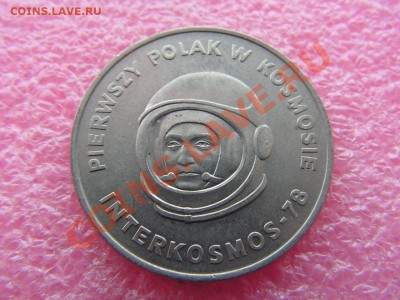 COINS.LAVE.RU
PIERWSZY POLAK W KOSMOSIE
INTERKOSMOS-78
COINS.LAVE.RU